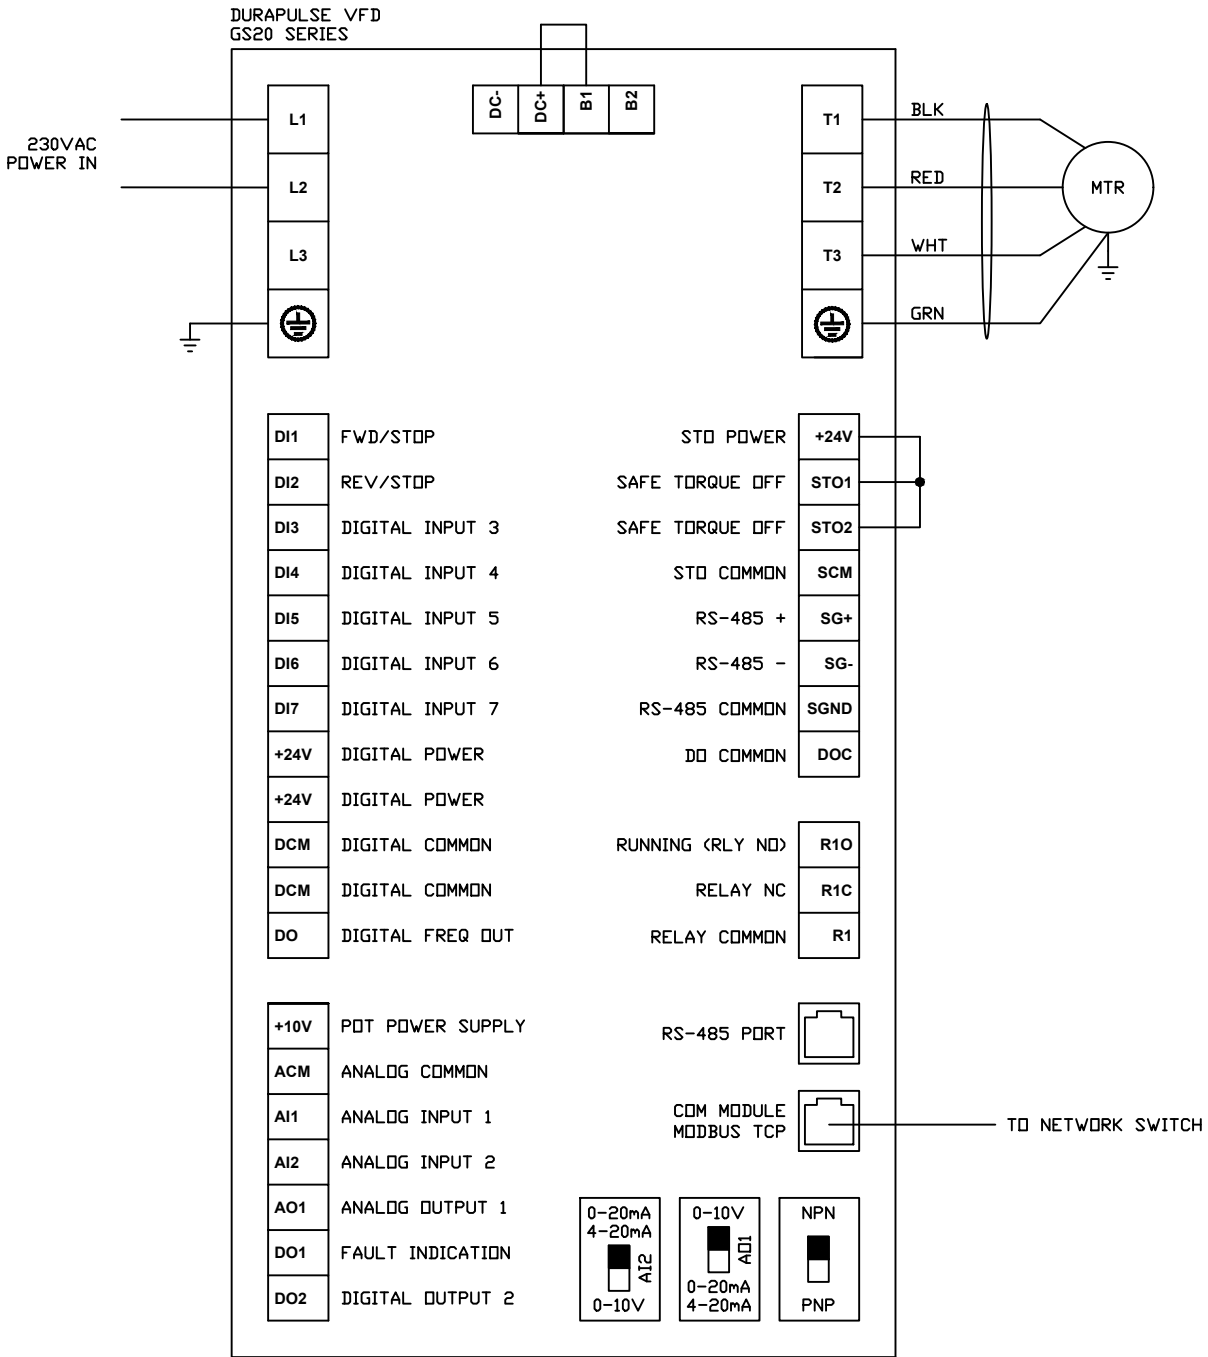 DURAPULSE VFD
GS20 SERIES
230VAC
POWER IN
L1
L2
L3
DC-
DC+
B1
B2
T1
T2
T3
BLK
RED
WHT
GRN
MTR
DI1 FWD/STOP
DI2 REV/STOP
DI3 DIGITAL INPUT 3
DI4 DIGITAL INPUT 4
DI5 DIGITAL INPUT 5
DI6 DIGITAL INPUT 6
DI7 DIGITAL INPUT 7
+24V DIGITAL POWER
+24V DIGITAL POWER
DCM DIGITAL COMMON
DCM DIGITAL COMMON
DO DIGITAL FREQ OUT
STO POWER +24V
SAFE TORQUE OFF STO1
SAFE TORQUE OFF STO2
STO COMMON SCM
RS-485 + SG+
RS-485 - SG-
RS-485 COMMON SGND
DO COMMON DOC
RUNNING (RLY NO) R1O
RELAY NC R1C
RELAY COMMON R1
+10V POT POWER SUPPLY
ACM ANALOG COMMON
AI1 ANALOG INPUT 1
AI2 ANALOG INPUT 2
AO1 ANALOG OUTPUT 1
DO1 FAULT INDICATION
DO2 DIGITAL OUTPUT 2
RS-485 PORT
COM MODULE
MODBUS TCP
TO NETWORK SWITCH
0-20mA
4-20mA
AI2
0-10V
0-10V
AO1
0-20mA
4-20mA
NPN
PNP